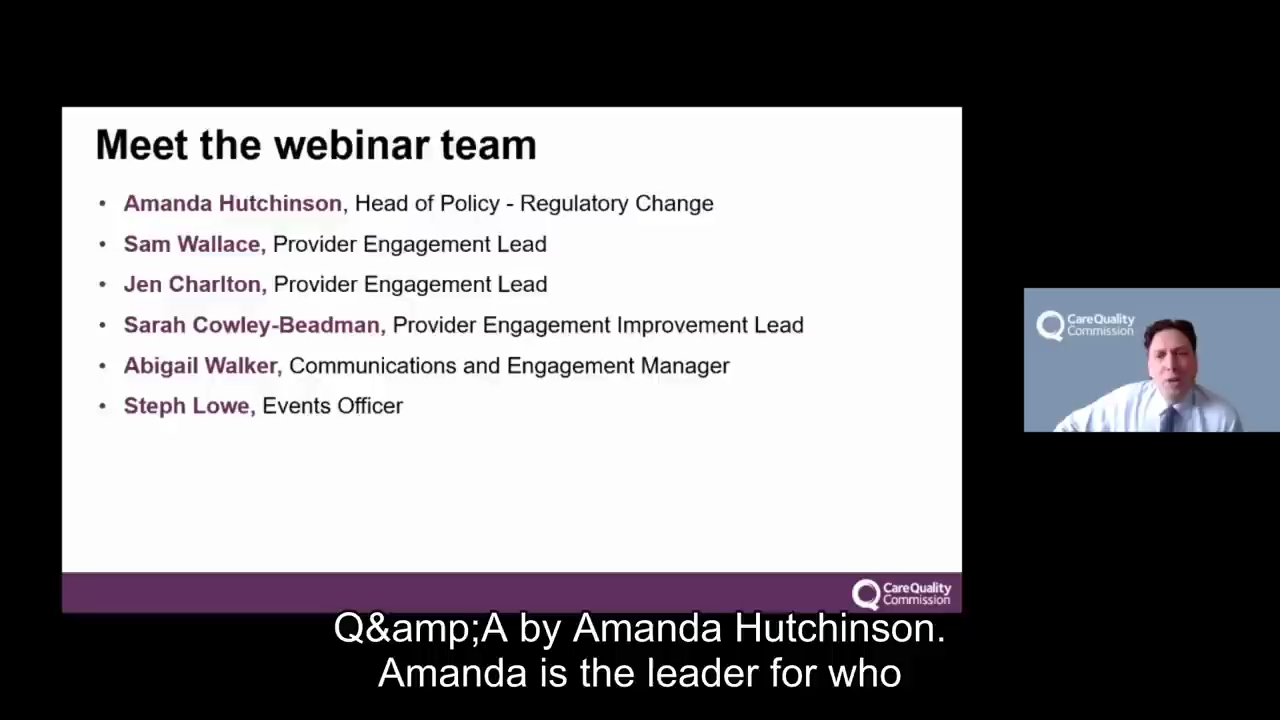 Meet the webinar team
• Amanda Hutchinson, Head of Policy - Regulatory Change
• Sam Wallace, Provider Engagement Lead
• Jen Charlton, Provider Engagement Lead
• Sarah Cowley-Beadman, Provider Engagement Improvement Lead
• Abigail Walker, Communications and Engagement Manager
• Steph Lowe, Events Officer
CareQuality
Commission
CareQuality
Commission
Q&amp;A by Amanda Hutchinson.
Amanda is the leader for who